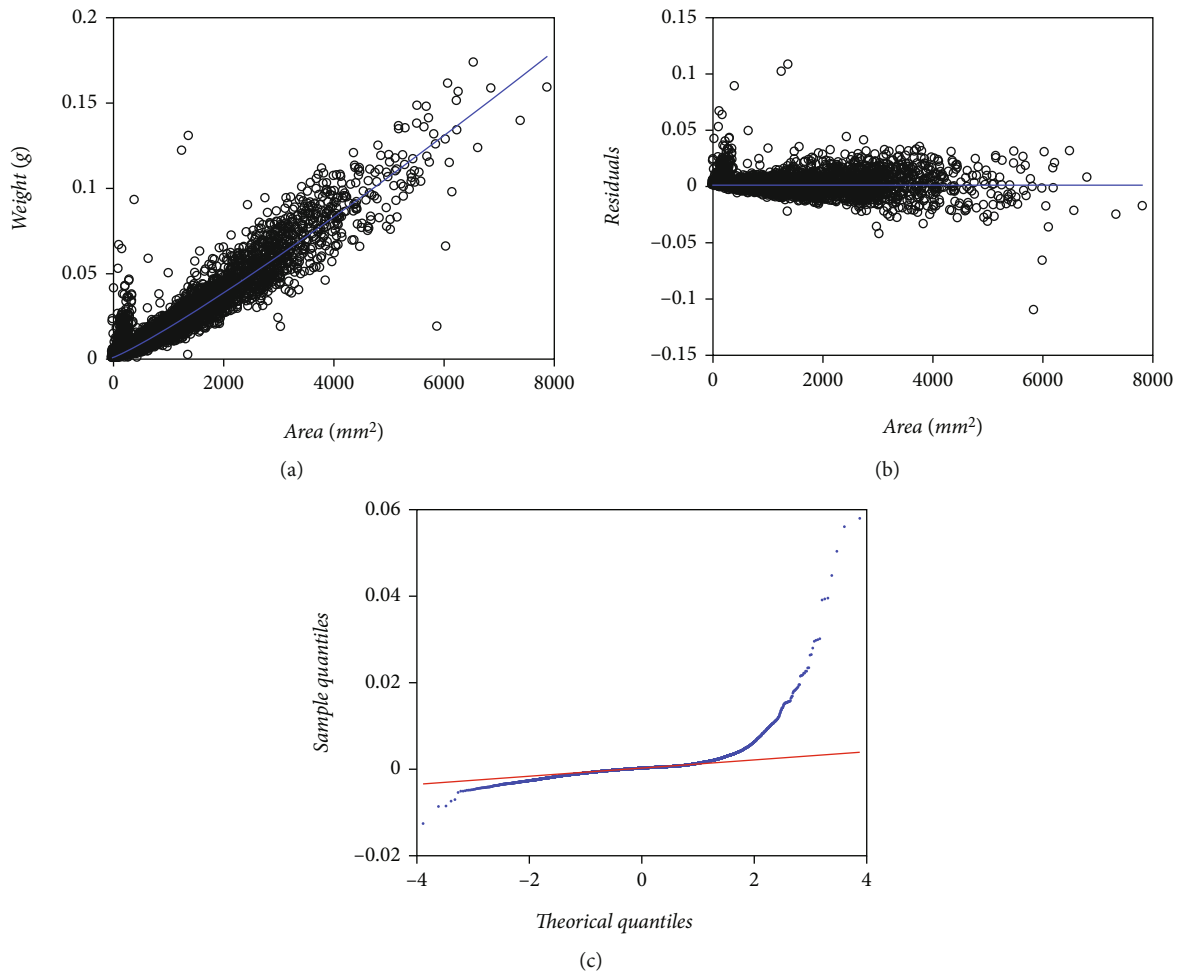 0.2
0.15
0.1
0.05
0
Weight (g)
0 2000 4000 6000 8000
Area (mm²)
(a)
0.15
0.1
0.05
0
−0.05
−0.1
−0.15
Residuals
0 2000 4000 6000 8000
Area (mm²)
(b)
0.06
0.04
0.02
0
−0.02
Sample quantiles
−4 −2 0 2 4
Theorical quantiles
(c)